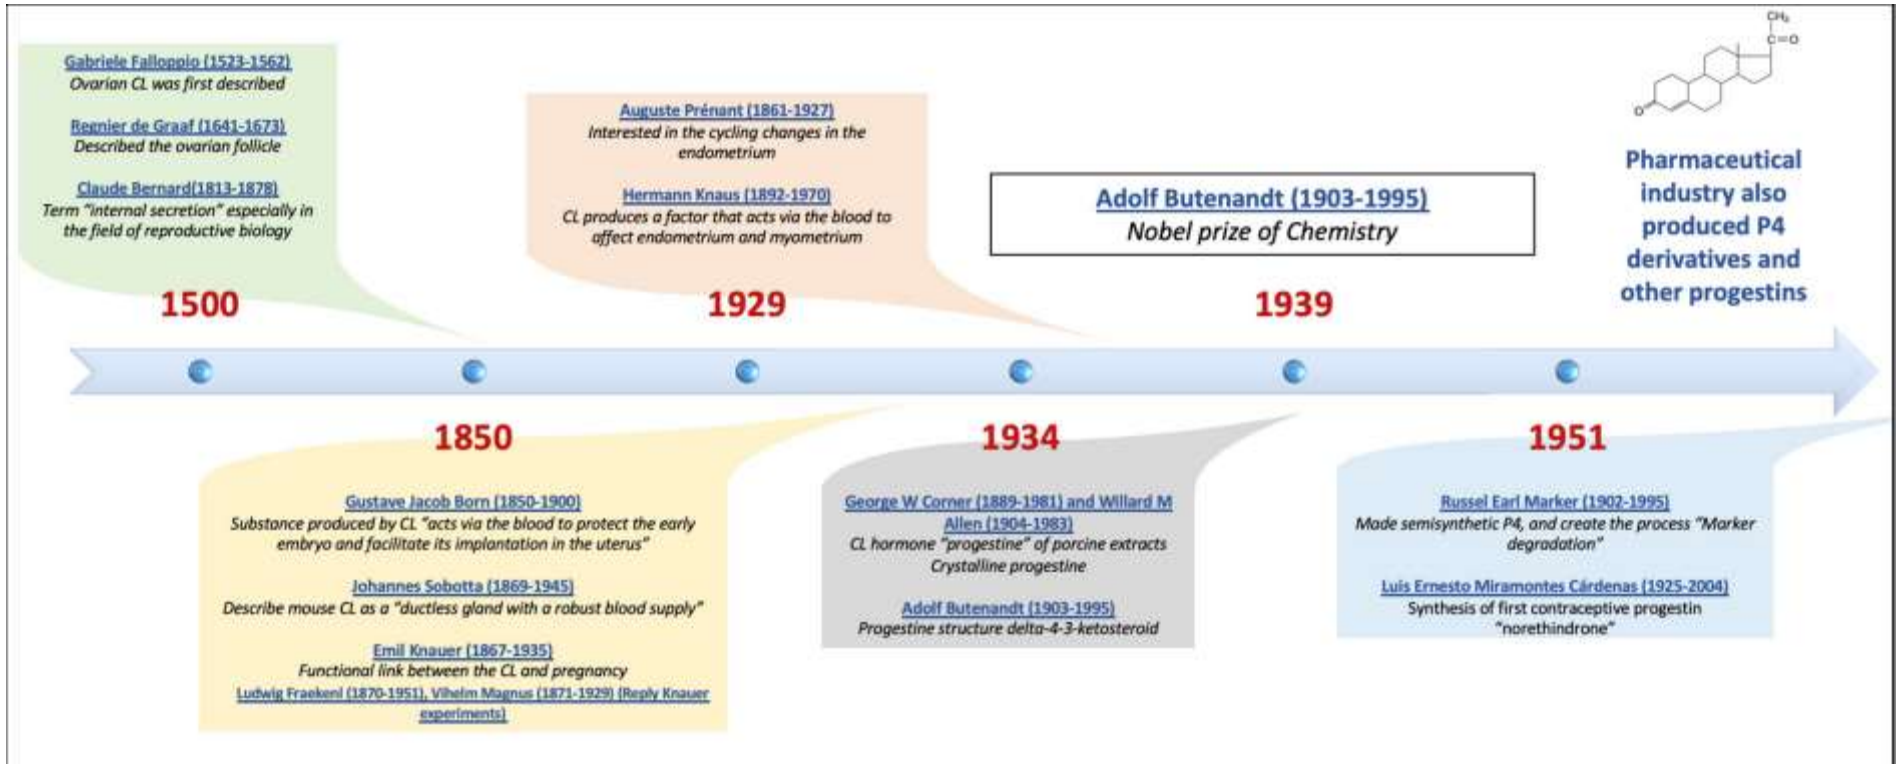 Gabriele Falloppio (1523-1562)
Ovarian CL was first described
Regnier de Graaf (1641-1673)
Described the ovarian follicle
Claude Bernard(1813-1878)
Term "internal secretion" especially in
the field of reproductive biology
1500
Auguste Prénant (1861-1927)
Interested in the cycling changes in the
endometrium
Hermann Knaus (1892-1970)
CL produces a factor that acts via the blood to
affect endometrium and myometrium
1929
Adolf Butenandt (1903-1995)
Nobel prize of Chemistry
1939
CH₃
C=O
O
Pharmaceutical
industry also
produced P4
derivatives and
other progestins
1850
Gustave Jacob Born (1850-1900)
Substance produced by CL "acts via the blood to protect the early
embryo and facilitate its implantation in the uterus"
Johannes Sobotta (1869-1945)
Describe mouse CL as a "ductless gland with a robust blood supply"
Emil Knauer (1867-1935)
Functional link between the CL and pregnancy
Ludwig Fraekenl (1870-1951), Vihelm Magnus (1871-1929) (Reply Knauer
experiments)
1934
George W Corner (1889-1981) and Willard M
Allen (1904-1983)
CL hormone "progestine" of porcine extracts
Crystalline progestine
Adolf Butenandt (1903-1995)
Progestine structure delta-4-3-ketosteroid
1951
Russel Earl Marker (1902-1995)
Made semisynthetic P4, and create the process "Marker
degradation"
Luis Ernesto Miramontes Cárdenas (1925-2004)
Synthesis of first contraceptive progestin
"norethindrone"